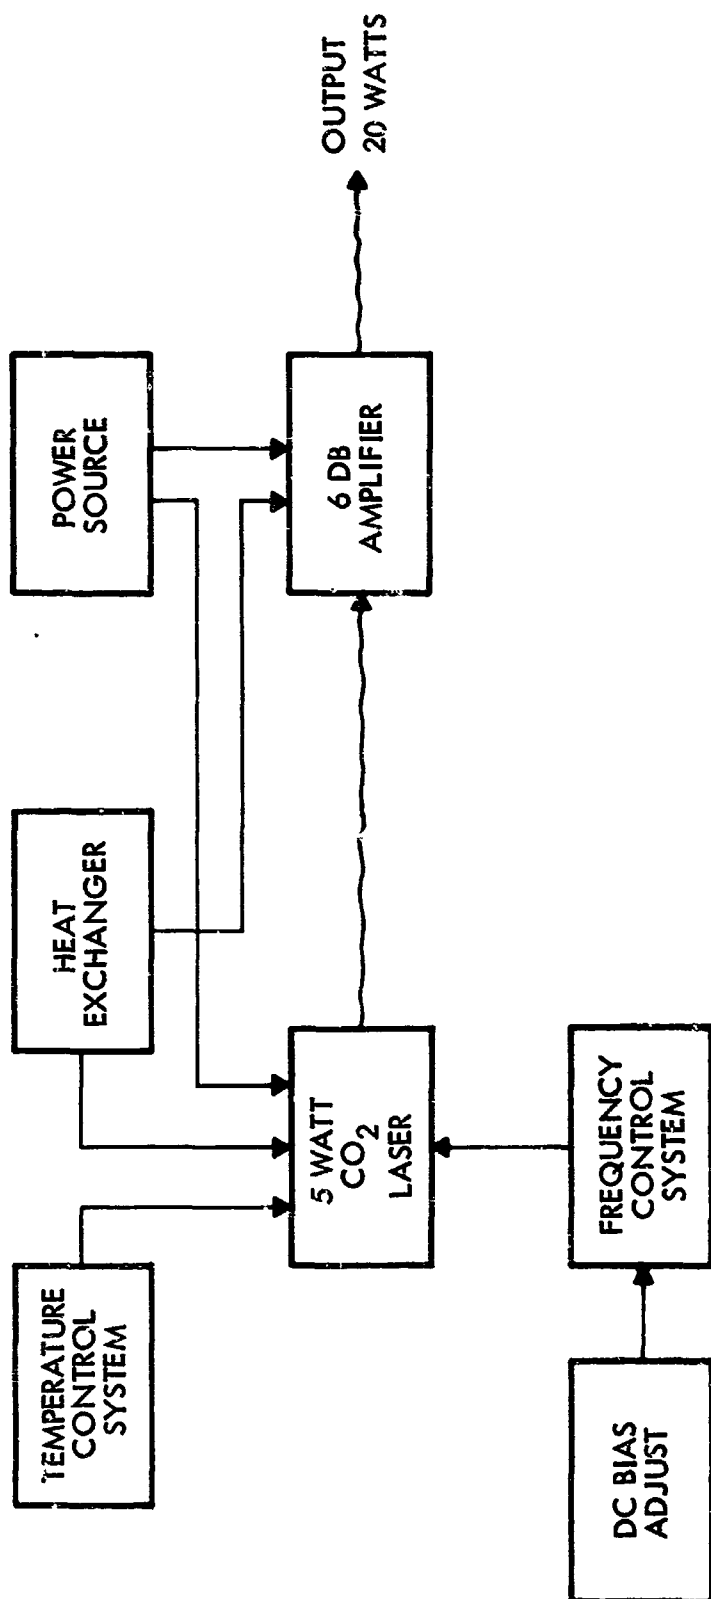 TEMPERATURE
CONTROL
SYSTEM
HEAT
EXCHANGER
POWER
SOURCE
5 WATT
CO₂
LASER
6 DB
AMPLIFIER
OUTPUT
20 WATTS
DC BIAS
ADJUST
FREQUENCY
CONTROL
SYSTEM